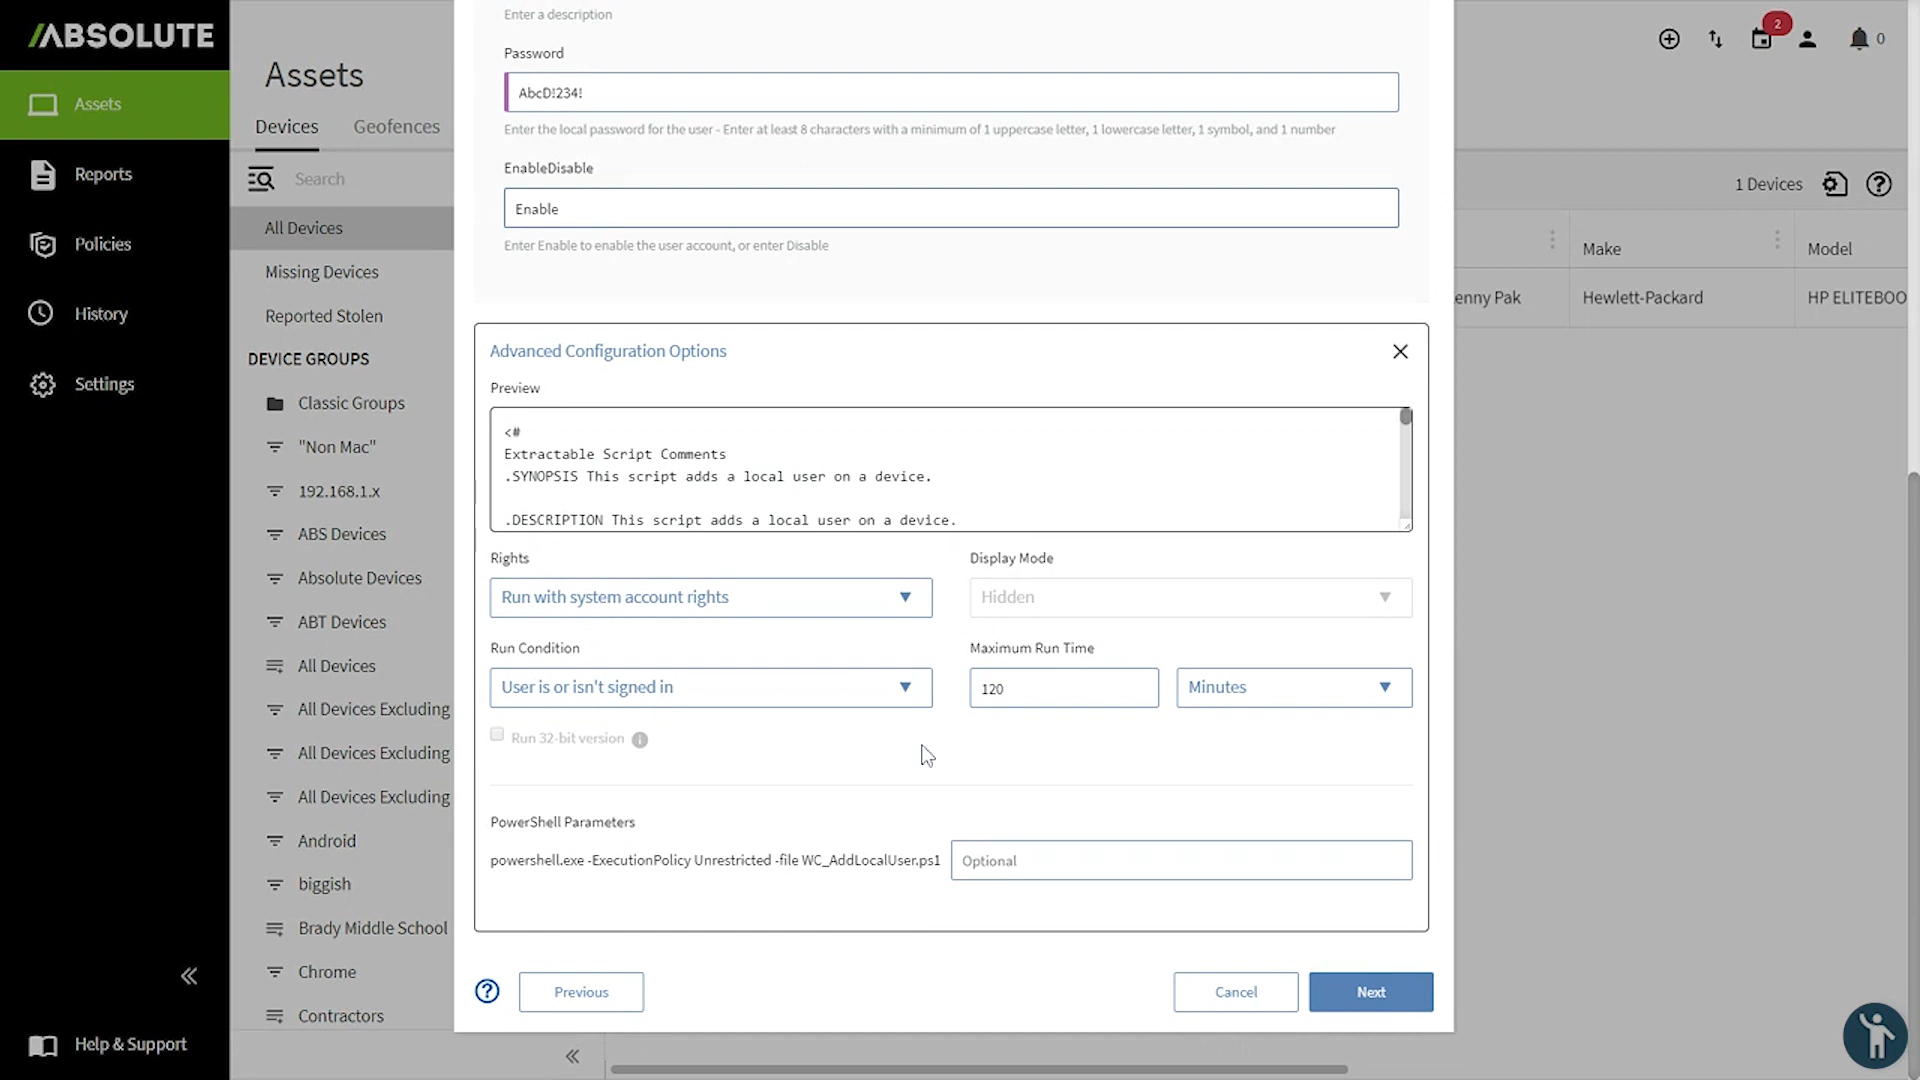 ABSOLUTE
Assets
Reports
Policies
History
Settings
Help & Support
Assets
Devices
Geofences
Search
All Devices
Missing Devices
Reported Stolen
DEVICE GROUPS
Classic Groups
"Non Mac"
192.168.1.x
ABS Devices
Absolute Devices
ABT Devices
All Devices
All Devices Excluding
All Devices Excluding
All Devices Excluding
Android
biggish
Brady Middle School
Chrome
Contractors
Enter a description
Password
AbcD!234!
Enter the local password for the user - Enter at least 8 characters with a minimum of 1 uppercase letter, 1 lowercase letter, 1 symbol, and 1 number
EnableDisable
Enable
Enter Enable to enable the user account, or enter Disable
Advanced Configuration Options
Preview
<#
Extractable Script Comments
.SYNOPSIS This script adds a local user on a device.
.DESCRIPTION This script adds a local user on a device.
Rights
Run with system account rights
Display Mode
Hidden
Run Condition
User is or isn't signed in
Maximum Run Time
120
Minutes
Run 32-bit version
PowerShell Parameters
powershell.exe -ExecutionPolicy Unrestricted -file WC_AddLocalUser.ps1
Optional
Previous
Cancel
Next
2
0
1 Devices
Make
Model
enny Pak
Hewlett-Packard
HP ELITEBOO